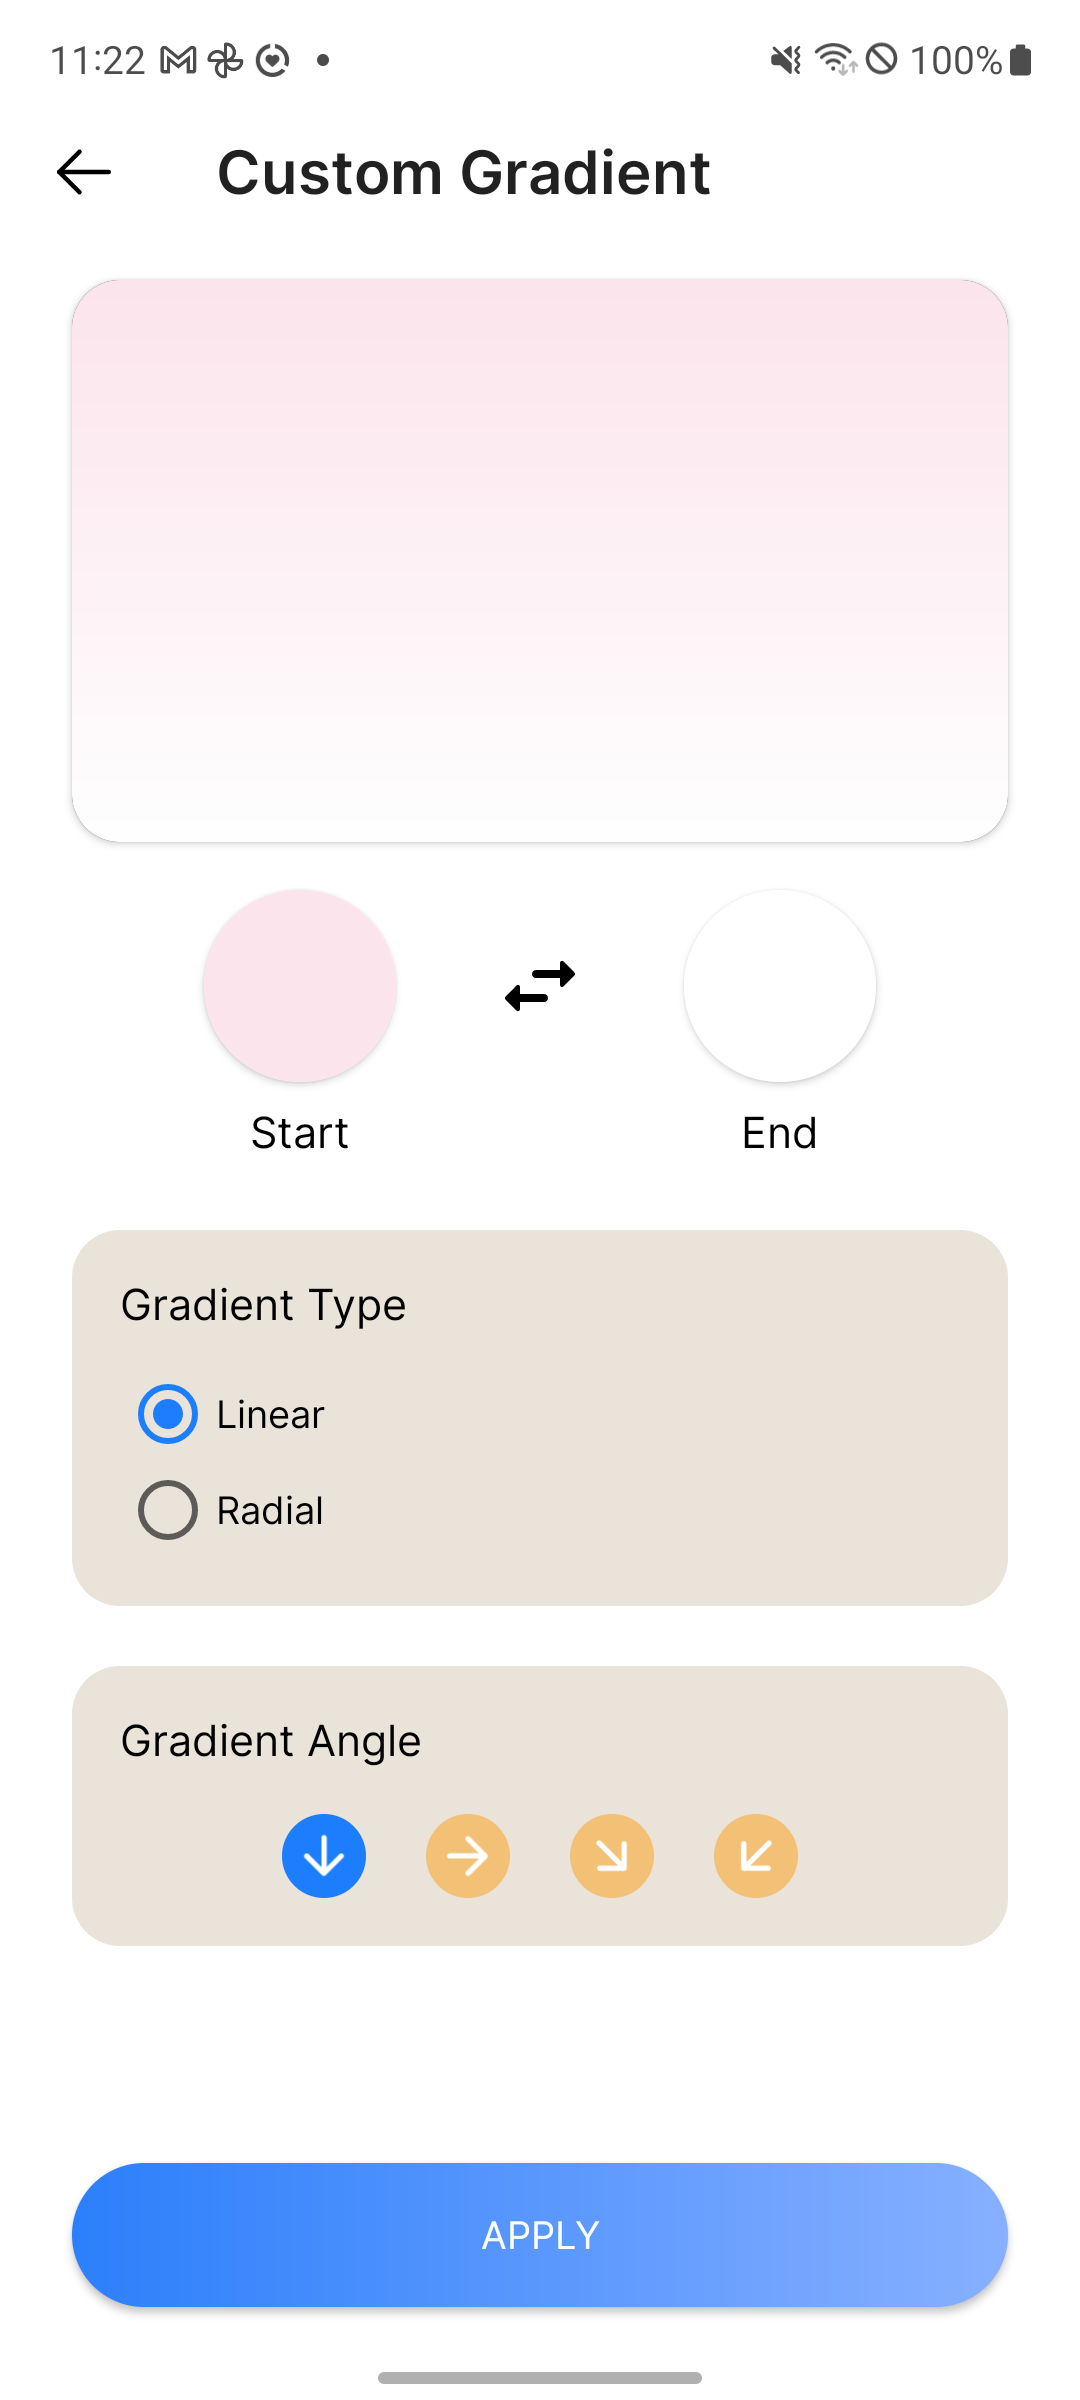 11:22
100%
Custom Gradient
Start
End
Gradient Type
Linear
Radial
Gradient Angle
APPLY